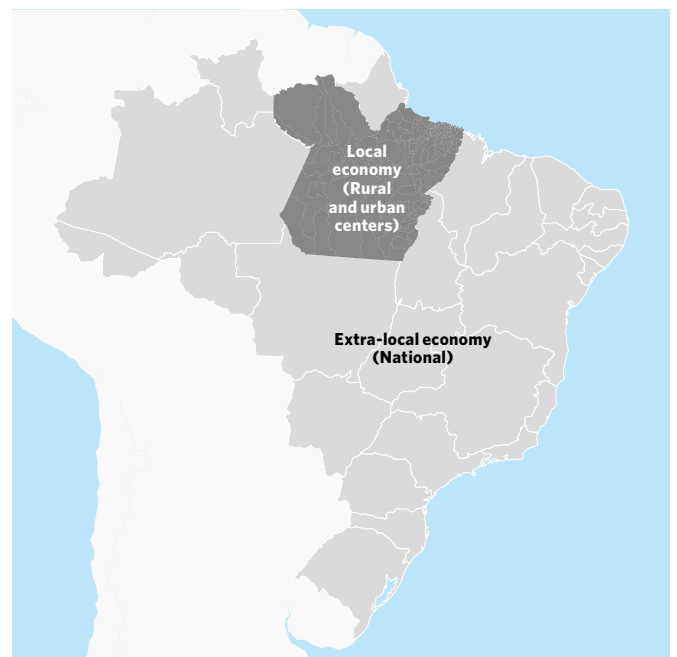 Local
economy
(Rural
and urban
centers)
Extra-local economy
(National)